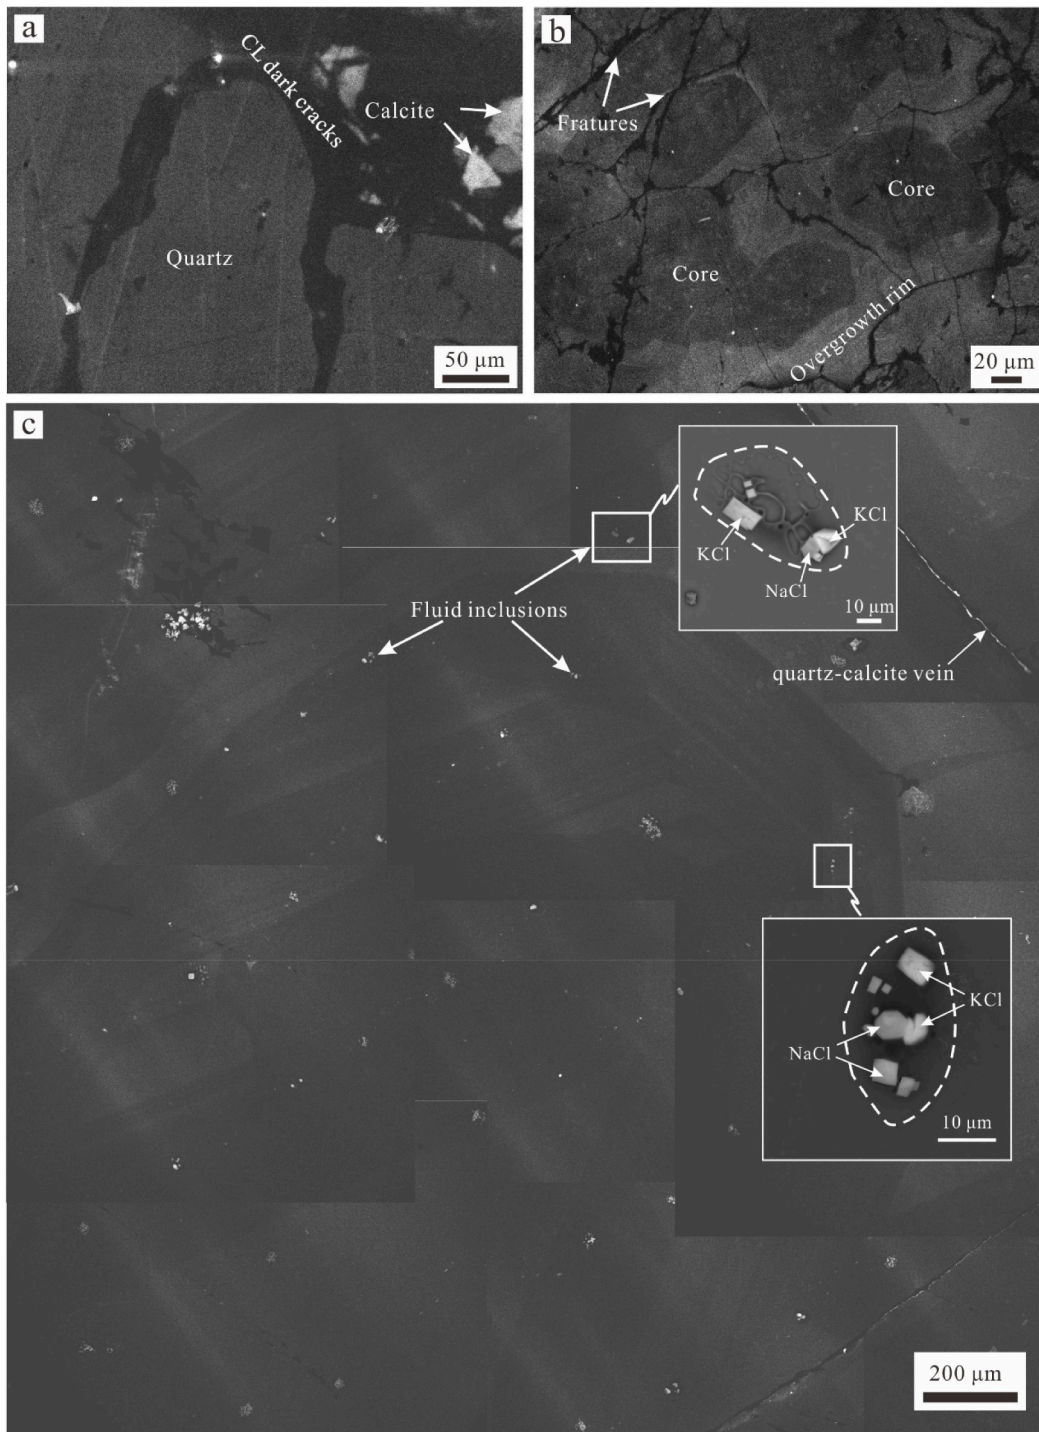 a
CL dark cracks
Calcite
Quartz
50 µm
b
Fratures
Core
Core
Overgrowth rim
20 µm
c
KCl
KCl
NaCl
10 µm
Fluid inclusions
quartz-calcite vein
KCl
NaCl
10 µm
200 µm